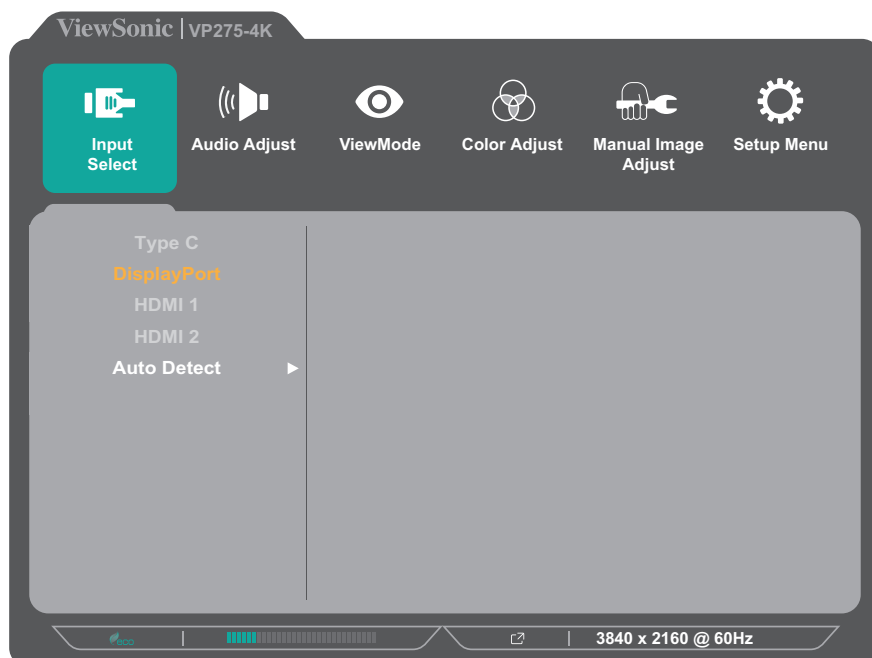 ViewSonic | VP275-4K
Input
Select
Audio Adjust
ViewMode
Color Adjust
Manual Image
Adjust
Setup Menu
Type C
DisplayPort
HDMI 1
HDMI 2
Auto Detect
eco
3840 x 2160 @ 60Hz